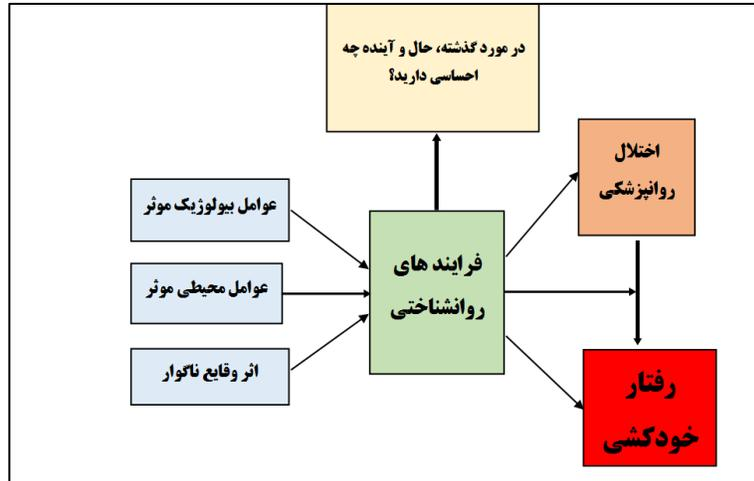 در مورد گذشته، حال و آینده چه
احساسی دارید؟
اختلال
روانپزشکی
عوامل بیولوژیک موثر
فرایند های
روانشناختی
عوامل محیطی موثر
اثر وقایع ناگوار
رفتار
خودکشی